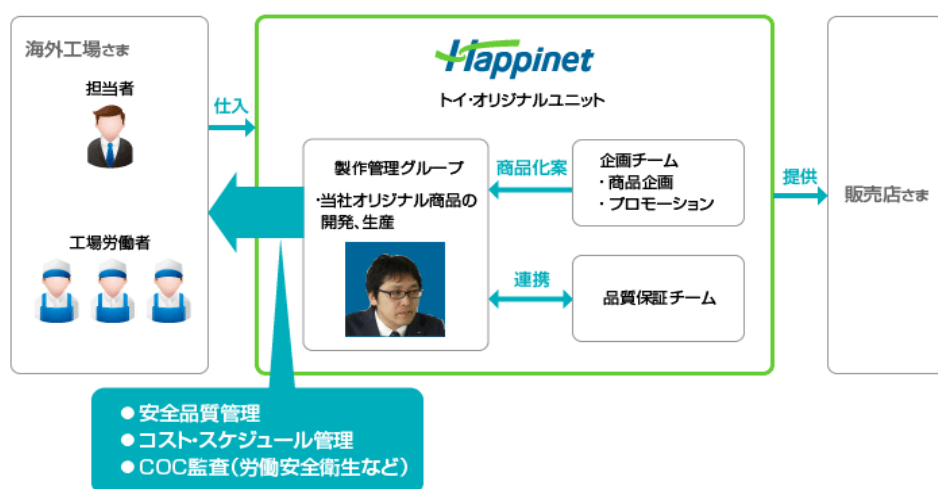 海外工場さま
担当者
仕入
工場労働者
Happinet
トイ・オリジナルユニット
製作管理グループ
・当社オリジナル商品の
開発、生産
商品化案
企画チーム
・商品企画
・プロモーション
連携
品質保証チーム
提供
販売店さま
●安全品質管理
●コスト・スケジュール管理
●COC監査(労働安全衛生など)